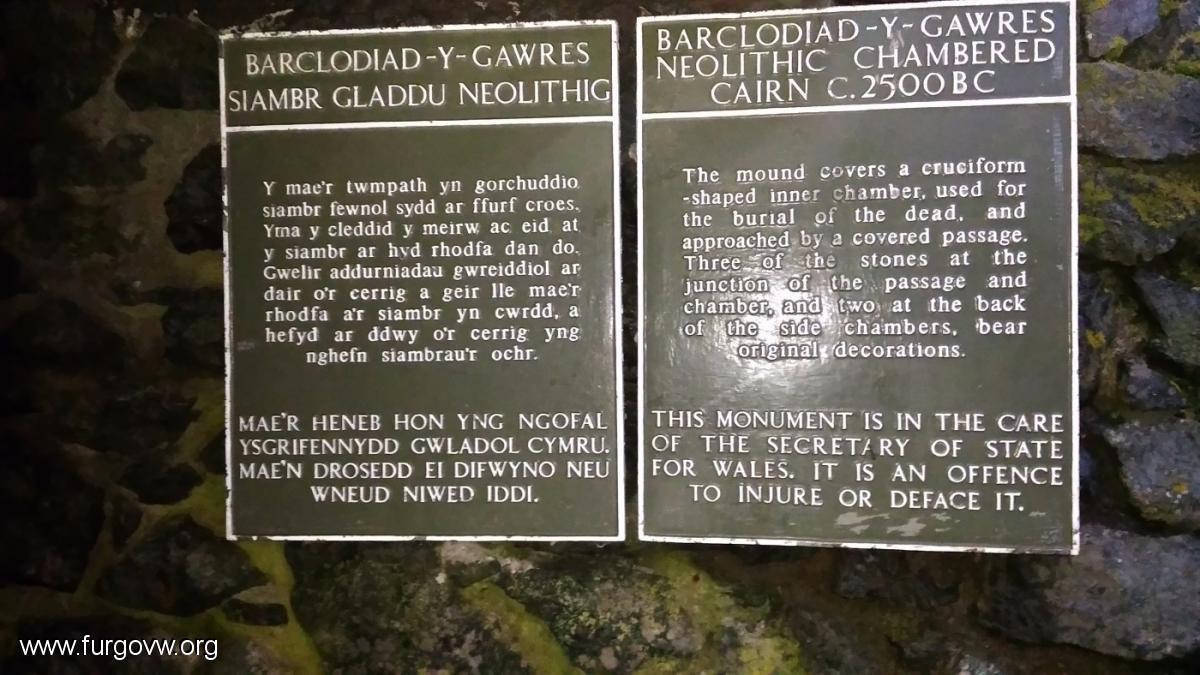 BARCLODIAD-Y-GAWRES
SIAMBR GLADDU NEOLITHIG
Y mae'r twmpath yn gorchuddio
siambr fewnol sydd ar ffurf croes.
Yma y cleddid y meirw ac eid at
y siambr ar hyd rhodfa dan do.
Gwelir addurniadau gwreiddiol ar
dair o'r cerrig a geir lle mae'r
rhodfa a'r siambr yn cwrdd, a
hefyd ar ddwy o'r cerrig yng
nghefn siambrau'r ochr.
MAE'R HENEB HON YNG NGOFAL
YSGRIFENNYDD GWLADOL CYMRU.
MAE'N DROSEDD EI DIFWYNO NEU
WNEUD NIWED IDDI.
BARCLODIAD-Y-GAWRES
NEOLITHIC CHAMBERED
CAIRN C.2500BC
The mound covers a cruciform
-shaped inner chamber, used for
the burial of the dead, and
approached by a covered passage.
Three of the stones at the
junction of the passage and
chamber, and two at the back
of the side chambers, bear
original decorations.
THIS MONUMENT IS IN THE CARE
OF THE SECRETARY OF STATE
FOR WALES. IT IS AN OFFENCE
TO INJURE OR DEFACE IT.
www.furgovw.org